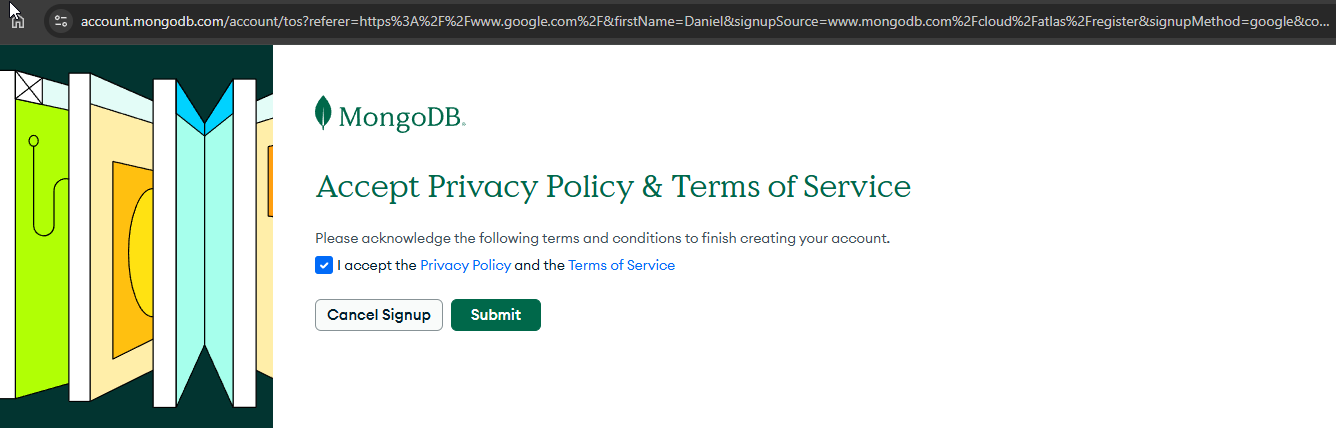 account.mongodb.com/account/tos?referer=https%3A%2F%2Fwww.google.com%2F&firstName=Daniel&signupSource=www.mongodb.com%2Fcloud%2Fatlas%2Fregister&signupMethod=google&co...
MongoDB.
Accept Privacy Policy & Terms of Service
Please acknowledge the following terms and conditions to finish creating your account.
I accept the Privacy Policy and the Terms of Service
Cancel Signup Submit